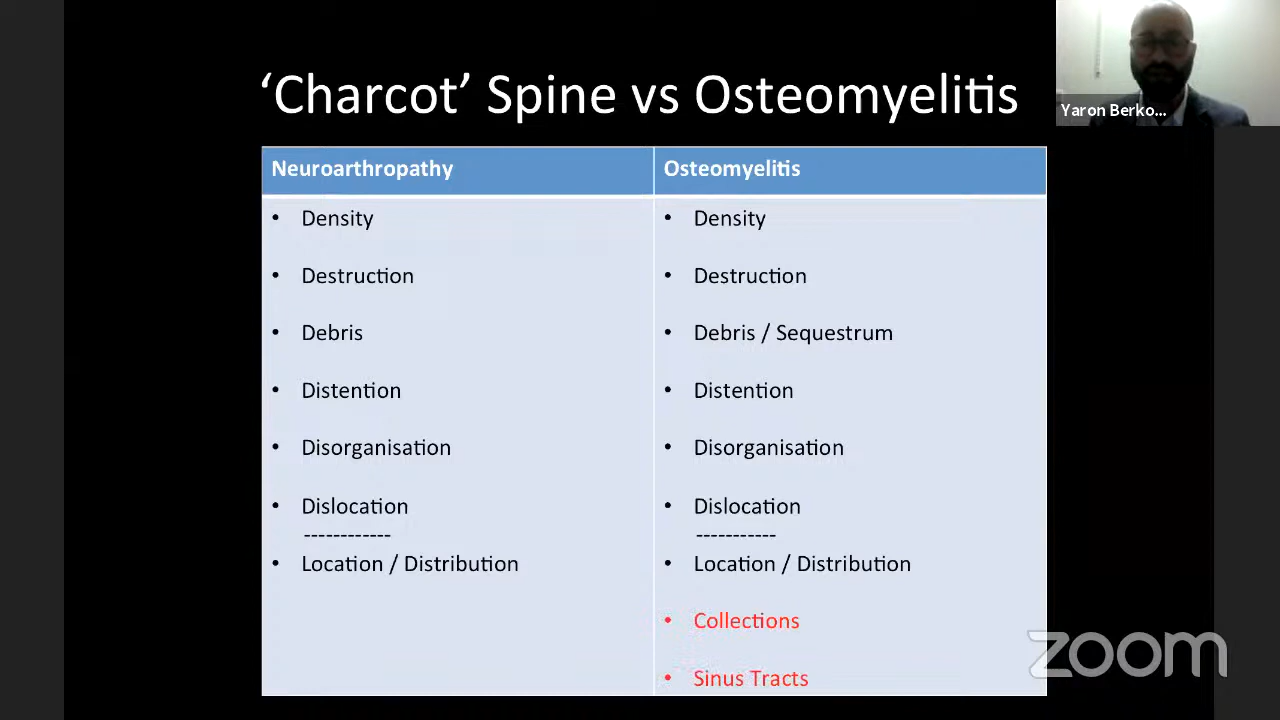 ‘Charcot’ Spine vs Osteomyelitis
Yaron Berko...
Neuroarthropathy
Osteomyelitis
• Density
• Destruction
• Debris
• Distention
• Disorganisation
• Dislocation
------------
• Location / Distribution
• Density
• Destruction
• Debris / Sequestrum
• Distention
• Disorganisation
• Dislocation
-----------
• Location / Distribution
• Collections
• Sinus Tracts
zoom